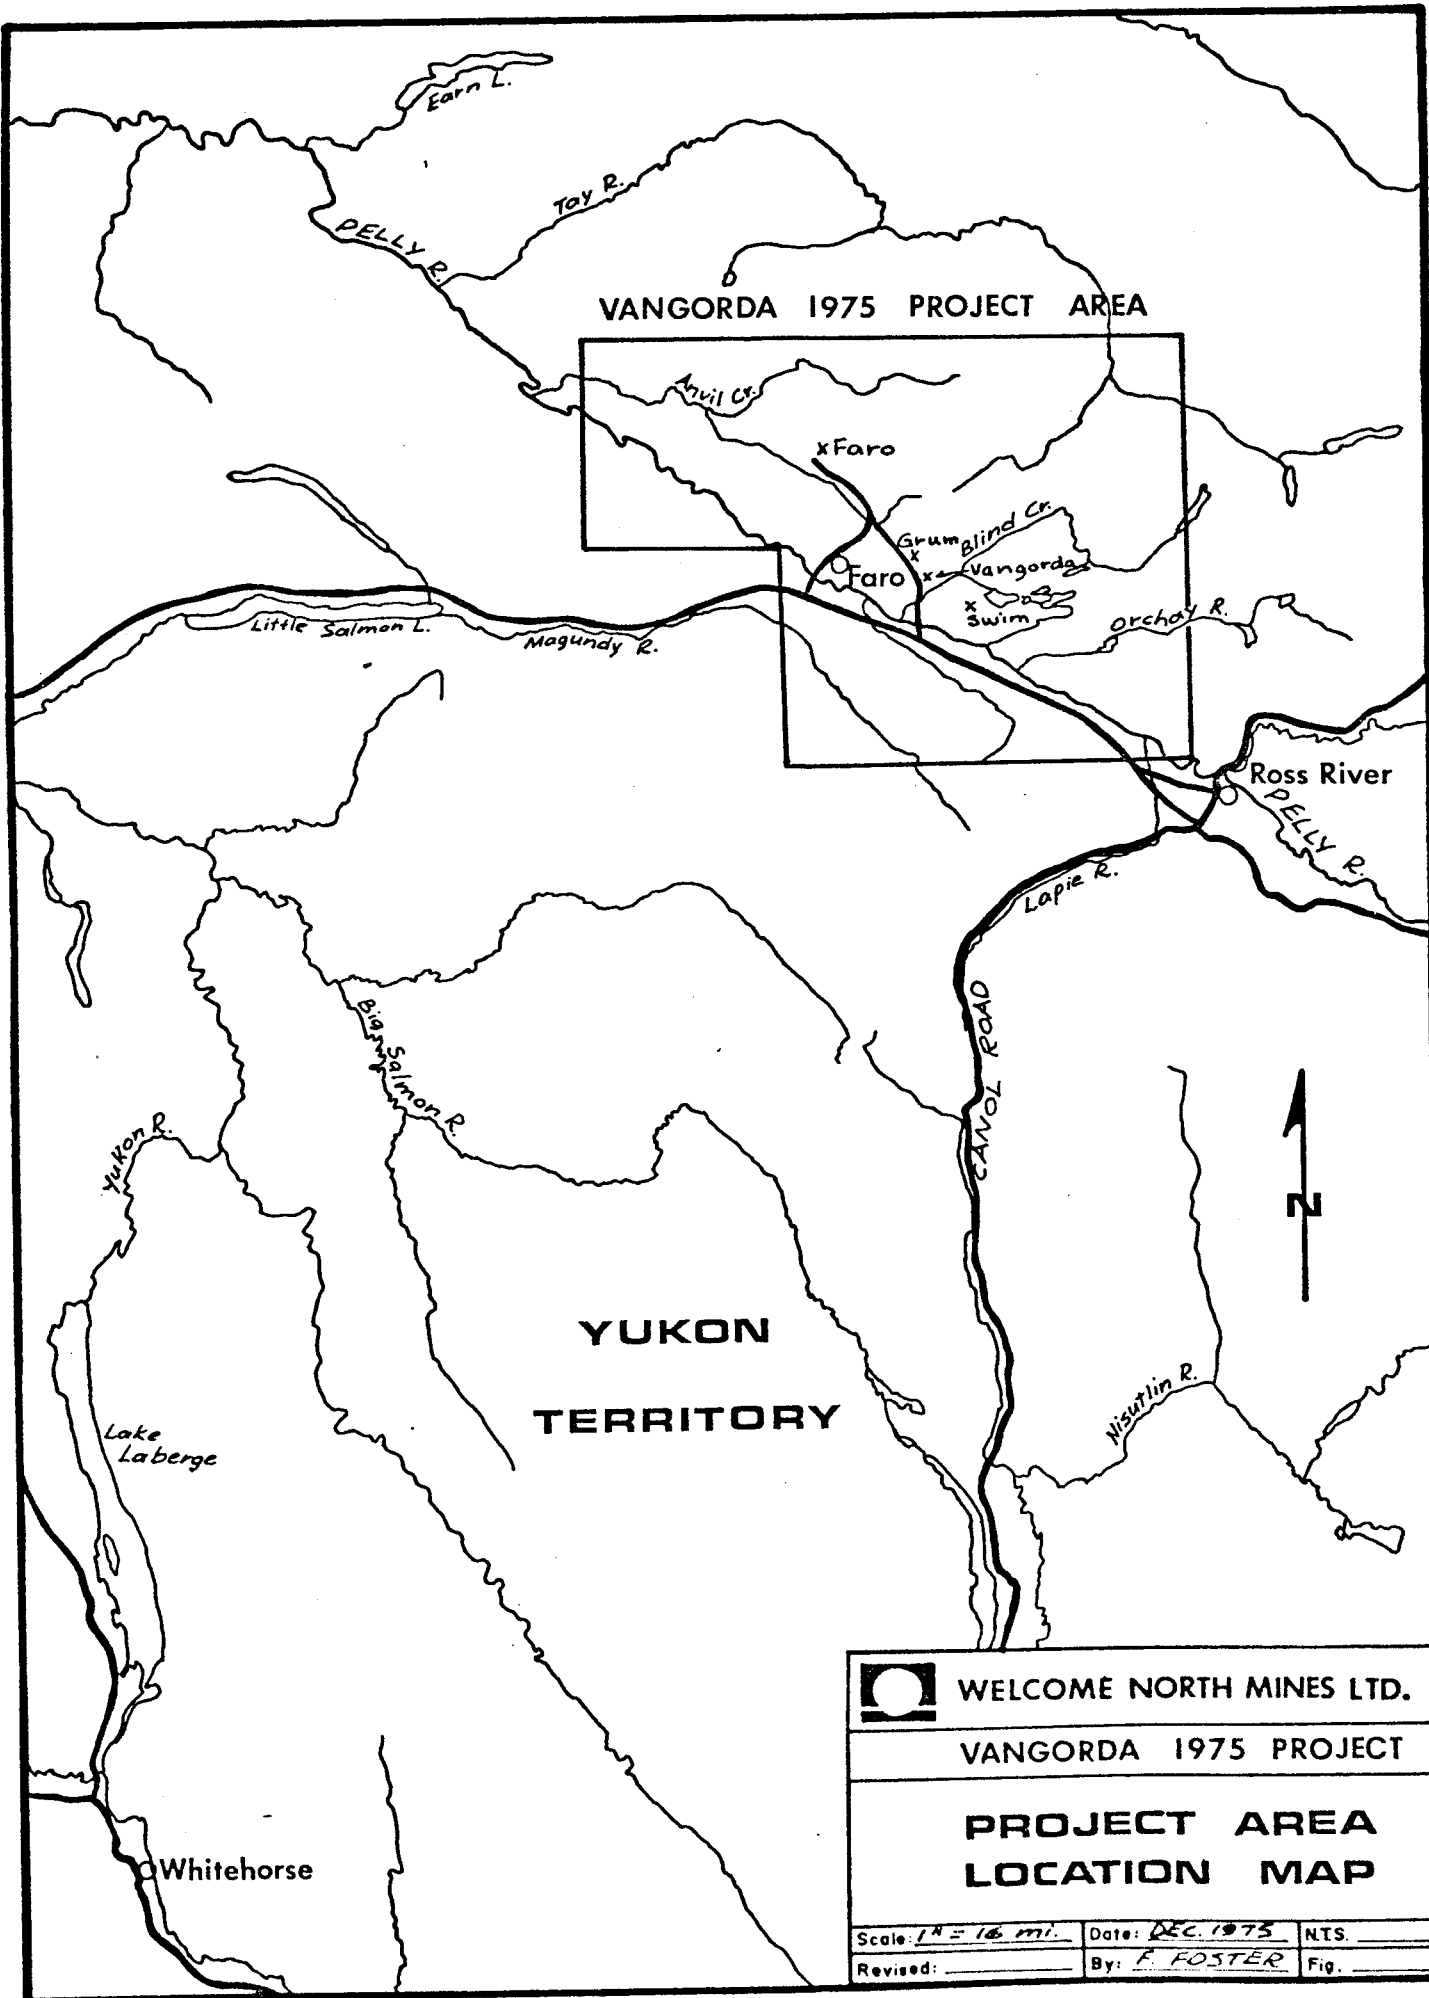 Earn L.
Tay R.
PELLY R.
VANGORDA 1975 PROJECT AREA
Anvil Cr.
xFaro
Grum
x
Blind Cr.
Faro
x
Vangorda
x
Swim
Orchay R.
Little Salmon L.
Magundy R.
Ross River
PELLY R.
Lapie R.
CANOL ROAD
Big
Salmon R.
Yukon R.
N
YUKON
TERRITORY
Nisutlin R.
Lake
Laberge
Whitehorse
WELCOME NORTH MINES LTD.
VANGORDA 1975 PROJECT
PROJECT AREA
LOCATION MAP
Scale: 1" = 16 mi. Date: DEC. 1975 N.T.S.
Revised: By: F. FOSTER Fig.